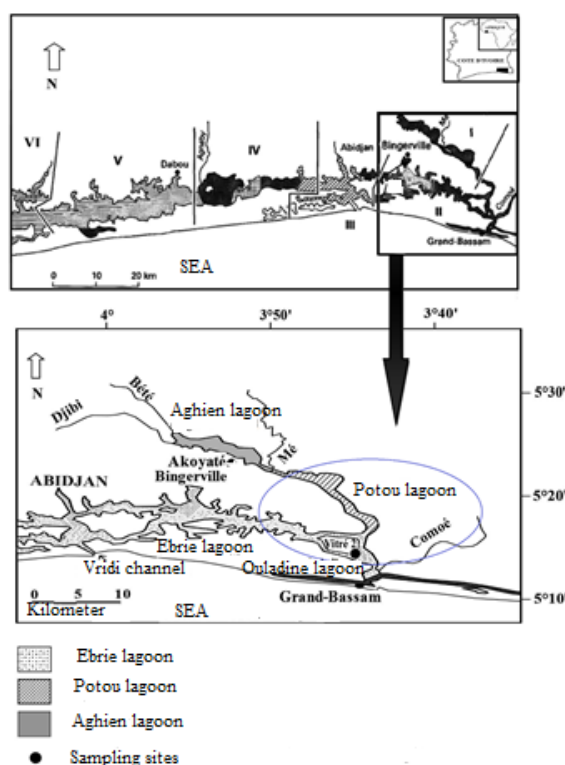 COTE D'IVOIRE
N
VI
V
Dabou
Agnéby
IV
Abidjan
Bingerville
Mé
I
II
III
Grand-Bassam
SEA
0 10 20 km
4° 3°50' 3°40'
N
Djibi
Bété
Aghien lagoon
Mé
Akoyaté
Bingerville
ABIDJAN
Potou lagoon
Ebrie lagoon
Vitré 2
Comoé
Vridi channel
Ouladine lagoon
Grand-Bassam
0 5 10
Kilometer
SEA
5°30'
5°20'
5°10'
Ebrie lagoon
Potou lagoon
Aghien lagoon
Sampling sites